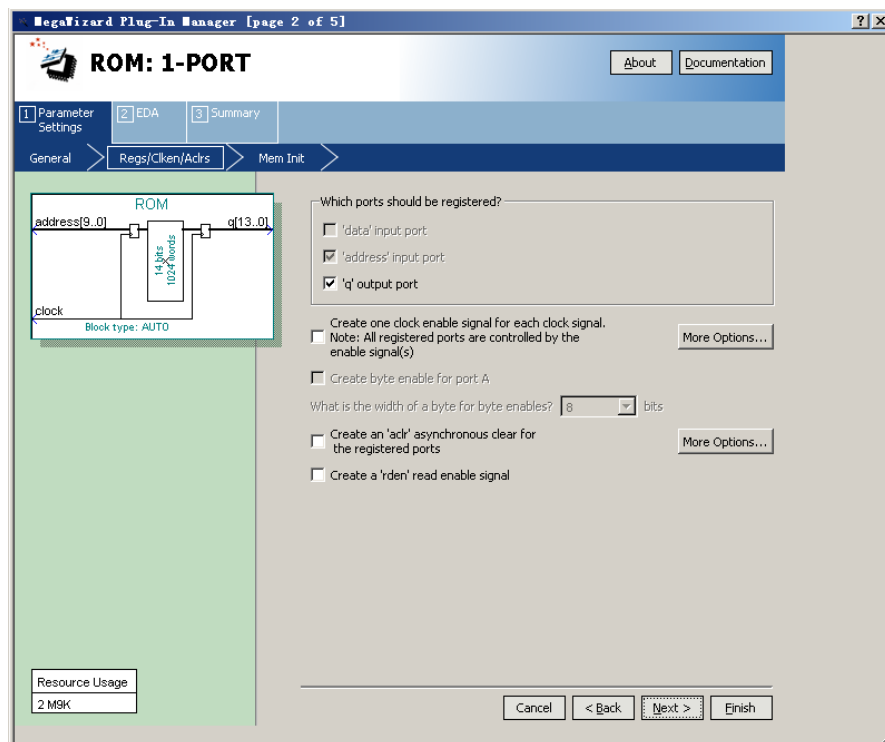 MegaWizard Plug-In Manager [page 2 of 5]
ROM: 1-PORT
About
Documentation
1 Parameter Settings
2 EDA
3 Summary
General
Regs/Clken/Aclrs
Mem Init
ROM
address[9..0]
q[13..0]
14 bits
1024 words
clock
Block type: AUTO
Which ports should be registered?
'data' input port
'address' input port
'q' output port
Create one clock enable signal for each clock signal.
Note: All registered ports are controlled by the
enable signal(s)
More Options...
Create byte enable for port A
What is the width of a byte for byte enables? 8 bits
Create an 'aclr' asynchronous clear for
the registered ports
More Options...
Create a 'rden' read enable signal
Resource Usage
2 M9K
Cancel
< Back
Next >
Finish